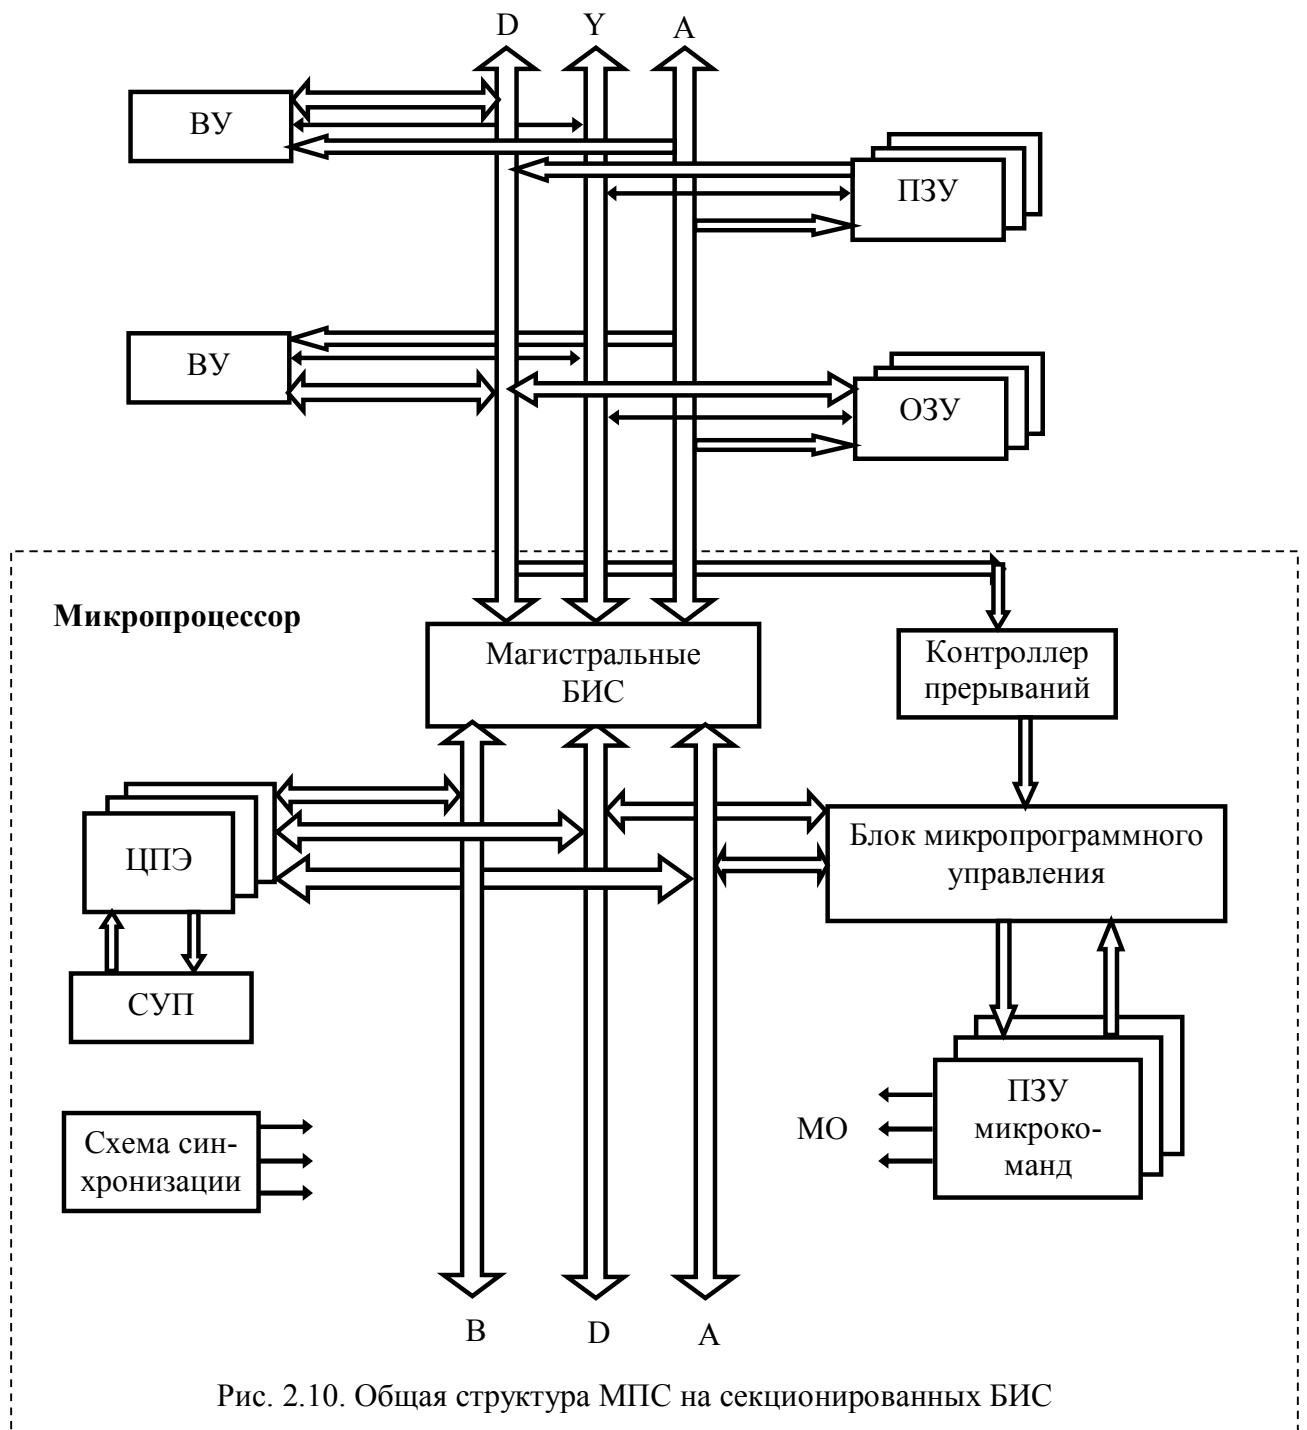 D Y A
ВУ
ПЗУ
ВУ
ОЗУ
Микропроцессор
Магистральные
БИС
Контроллер
прерываний
ЦПЭ
Блок микропрограммного
управления
СУП
Схема син-
хронизации
МО
ПЗУ
микроко-
манд
B D A
Рис. 2.10. Общая структура МПС на секционированных БИС